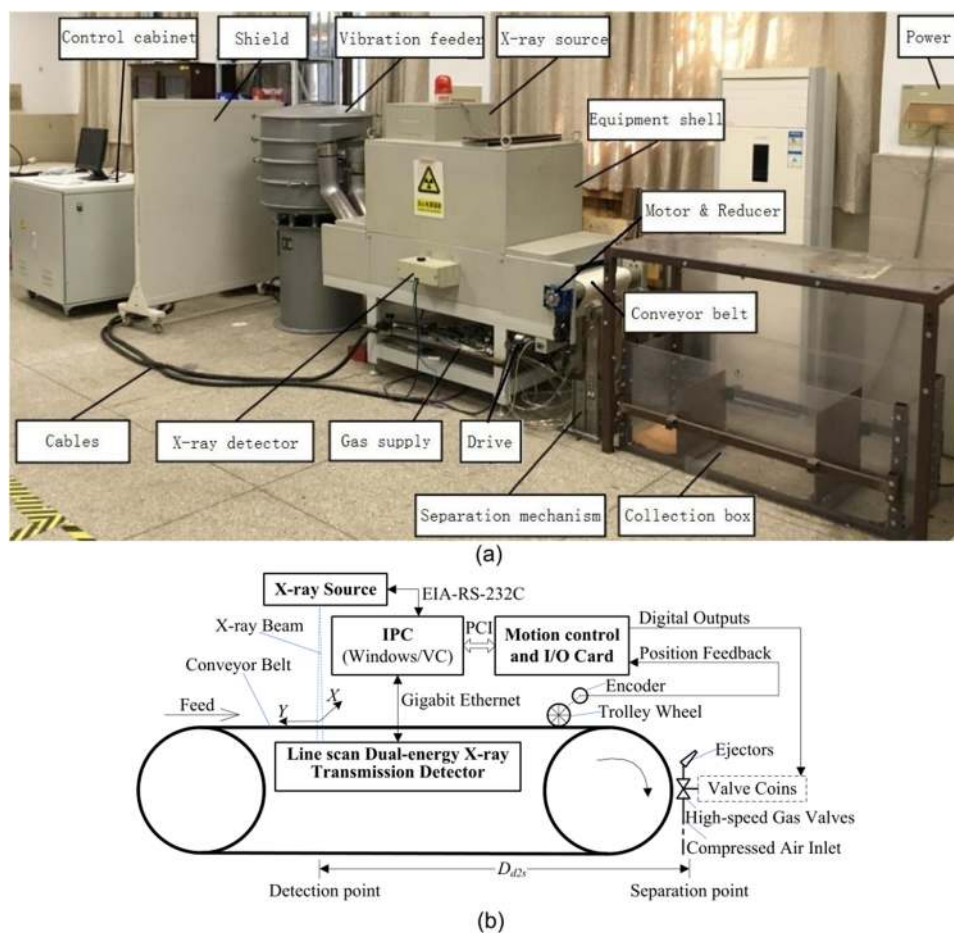 Control cabinet
Shield
Vibration feeder
X-ray source
Power
Equipment shell
Motor & Reducer
Conveyor belt
Cables
X-ray detector
Gas supply
Drive
Separation mechanism
Collection box
(a)
X-ray Source
EIA-RS-232C
X-ray Beam
IPC
(Windows/VC)
PCI
Motion control
and I/O Card
Digital Outputs
Position Feedback
Conveyor Belt
Feed
Y
X
Gigabit Ethernet
Encoder
Trolley Wheel
Line scan Dual-energy X-ray
Transmission Detector
Ejectors
Valve Coins
High-speed Gas Valves
Compressed Air Inlet
Dd2s
Detection point
Separation point
(b)